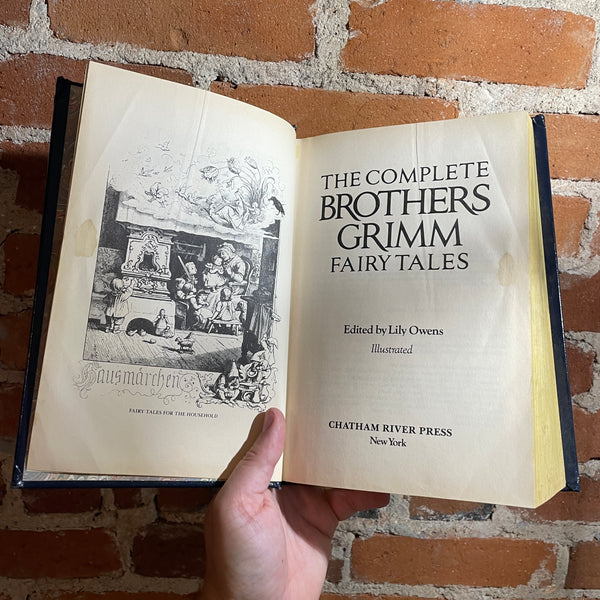 Hausmärchen
FAIRY TALES FOR THE HOUSEHOLD
THE COMPLETE
BROTHERS
GRIMM
FAIRY TALES
Edited by Lily Owens
Illustrated
CHATHAM RIVER PRESS
New York